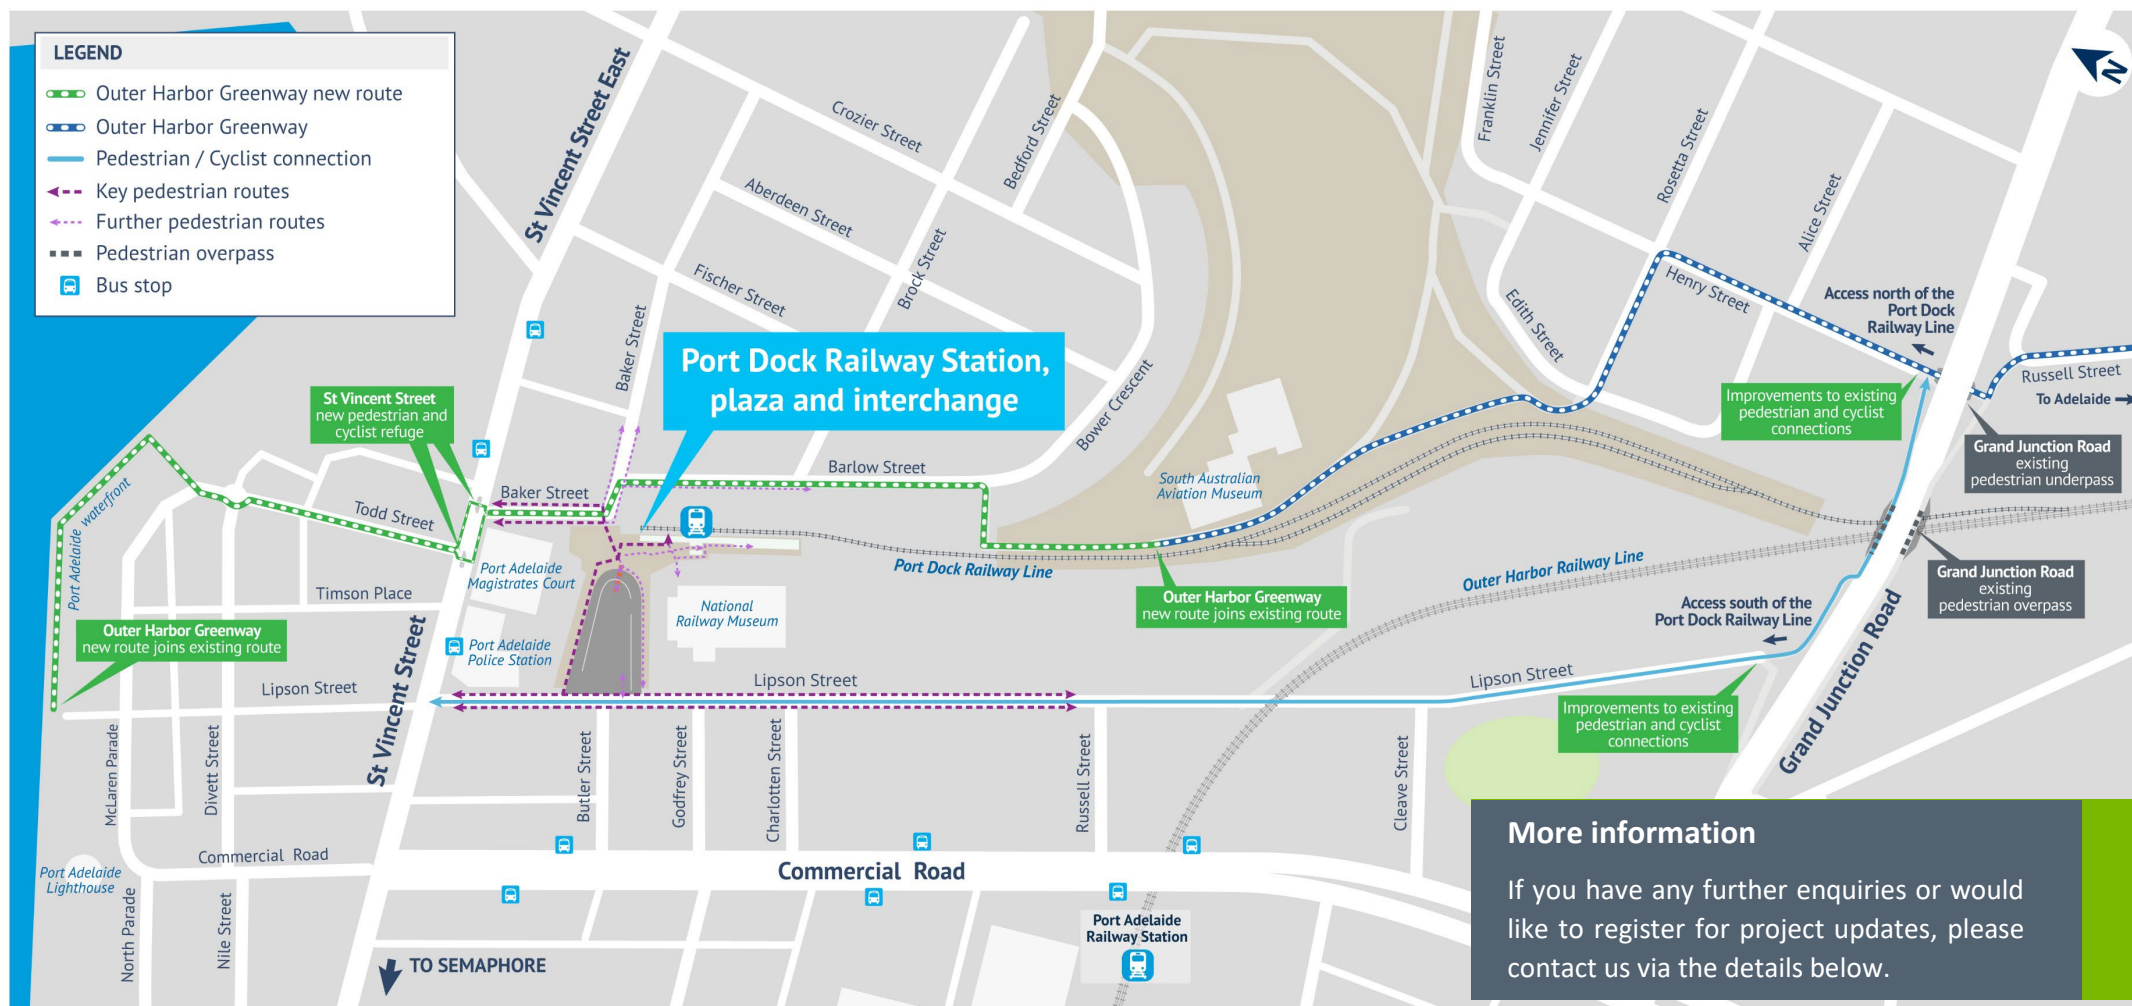 LEGEND
Outer Harbor Greenway new route
Outer Harbor Greenway
Pedestrian / Cyclist connection
Key pedestrian routes
Further pedestrian routes
Pedestrian overpass
Bus stop
N
St Vincent Street East
Crozier Street
Bedford Street
Aberdeen Street
Brock Street
Fischer Street
Baker Street
Franklin Street
Jennifer Street
Rosetta Street
Alice Street
Henry Street
Edith Street
Access north of the
Port Dock
Railway Line
Russell Street
To Adelaide
Port Dock Railway Station,
plaza and interchange
Bower Crescent
St Vincent Street
new pedestrian and
cyclist refuge
Improvements to existing
pedestrian and cyclist
connections
Grand Junction Road
existing
pedestrian underpass
Barlow Street
Baker Street
South Australian
Aviation Museum
Todd Street
Port Adelaide waterfront
Port Adelaide
Magistrates Court
Port Dock Railway Line
Outer Harbor Railway Line
Grand Junction Road
existing
pedestrian overpass
Timson Place
National
Railway Museum
Outer Harbor Greenway
new route joins existing route
Access south of the
Port Dock Railway Line
Outer Harbor Greenway
new route joins existing route
Port Adelaide
Police Station
St Vincent Street
Lipson Street
Lipson Street
Lipson Street
Grand Junction Road
Improvements to existing
pedestrian and cyclist
connections
McLaren Parade
Divett Street
Butler Street
Godfrey Street
Charlotten Street
Russell Street
Cleave Street
Commercial Road
Commercial Road
Port Adelaide
Lighthouse
North Parade
Nile Street
TO SEMAPHORE
Port Adelaide
Railway Station
More information
If you have any further enquiries or would
like to register for project updates, please
contact us via the details below.